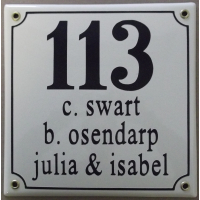 113
c. swart
b. osendarp
julia & isabel